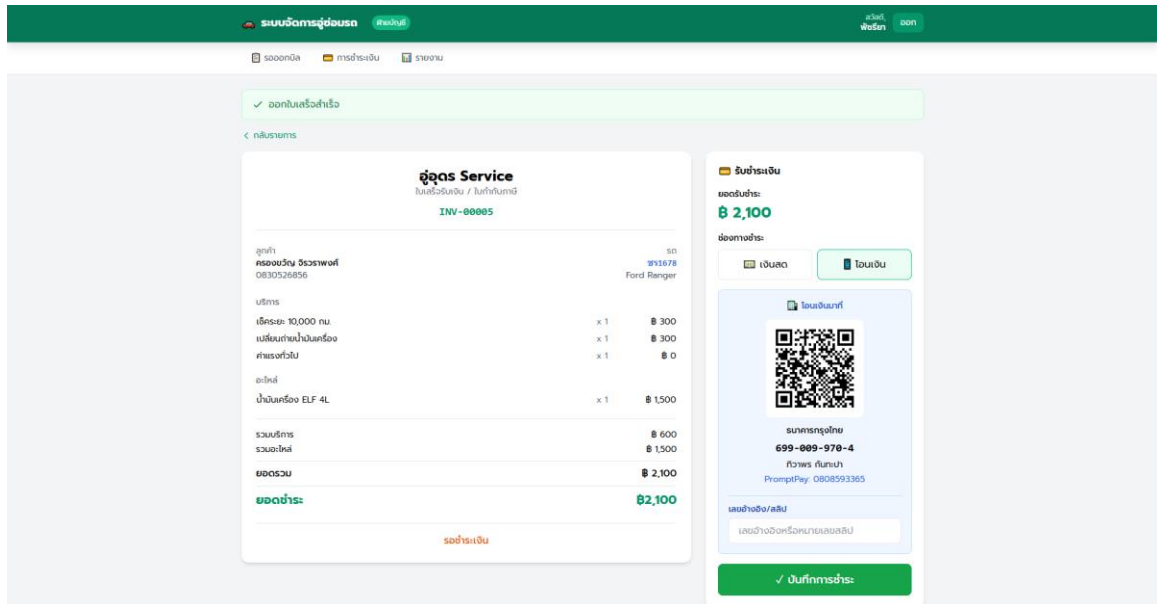 ระบบจัดการอู่ซ่อมรถ ฝ่ายบัญชี
สวัสดี,
พัชรียา
ออก
รอออกบิล การชำระเงิน รายงาน
✓ ออกใบเสร็จสำเร็จ
< กลับรายการ
อู่อุดร Service
ใบเสร็จรับเงิน / ใบกำกับภาษี
INV-00005
ลูกค้า รถ
ครองขวัญ จิรวราพงศ์
0830526856 Ford Ranger
บริการ
เช็คระยะ 10,000 กม. x 1 ฿ 300
เปลี่ยนถ่ายน้ำมันเครื่อง x 1 ฿ 300
ค่าแรงทั่วไป x 1 ฿ 0
อะไหล่
น้ำมันเครื่อง ELF 4L x 1 ฿ 1,500
รวมบริการ ฿ 600
รวมอะไหล่ ฿ 1,500
ยอดรวม ฿ 2,100
ยอดชำระ ฿2,100
รอชำระเงิน
รับชำระเงิน
ยอดรับชำระ
฿ 2,100
ช่องทางชำระ
เงินสด โอนเงิน
โอนเงินมาที่
ธนาคารกรุงไทย
699-009-970-4
ทิวาพร กันทะปา
PromptPay: 0808593365
เลขอ้างอิง/สลิป
เลขอ้างอิงหรือหมายเลขสลิป
✓ บันทึกการชำระ